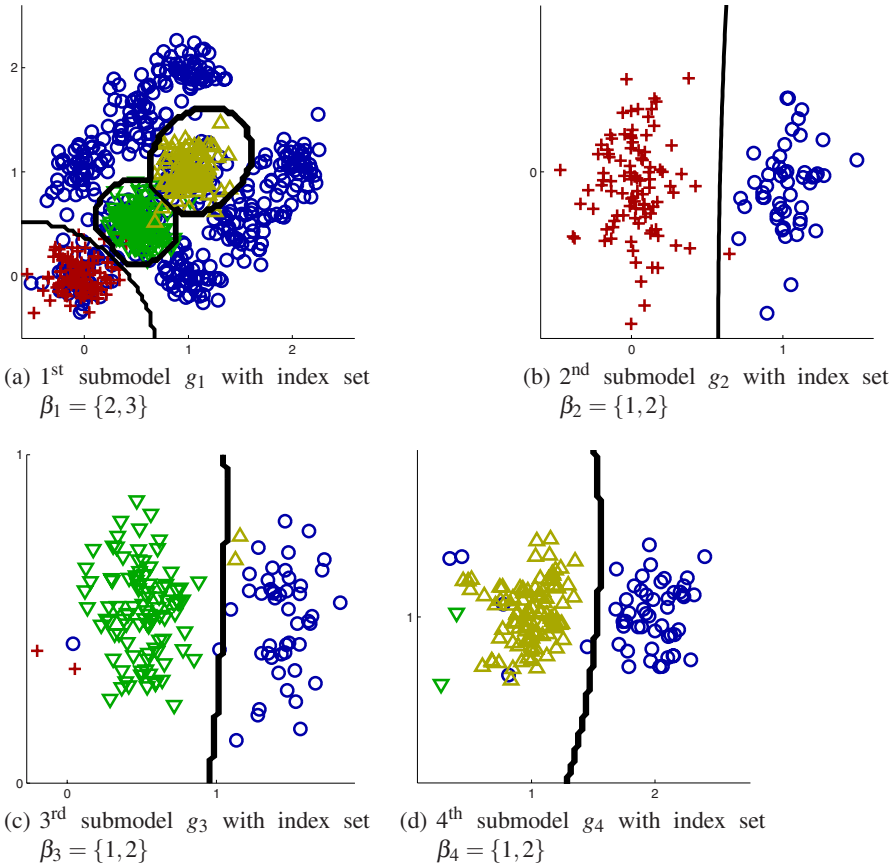 2
1
0
0
1
2
(a) 1st submodel g1 with index set
β1 = {2,3}
0
0
1
(b) 2nd submodel g2 with index set
β2 = {1,2}
1
0
0
1
(c) 3rd submodel g3 with index set
β3 = {1,2}
1
1
2
(d) 4th submodel g4 with index set
β4 = {1,2}